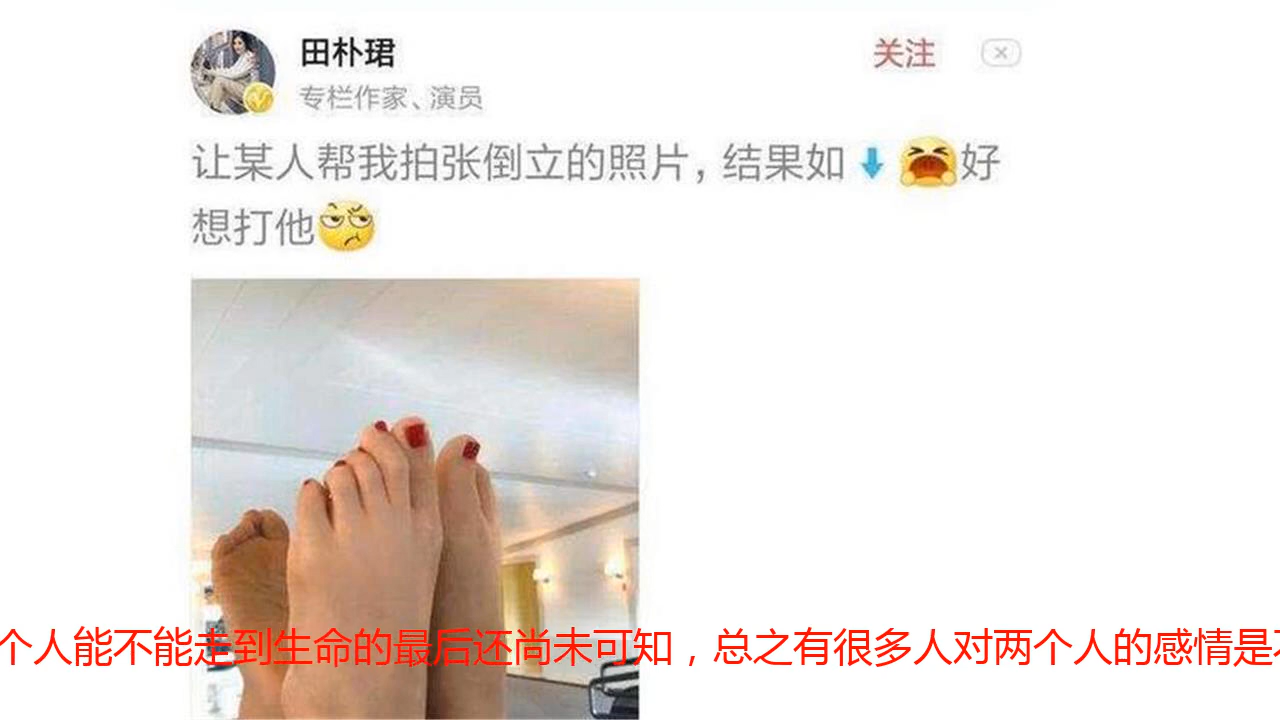 田朴珺
关注
专栏作家、演员
让某人帮我拍张倒立的照片，结果如⬇️好
想打他
个人能不能走到生命的最后还尚未可知，总之有很多人对两个人的感情是